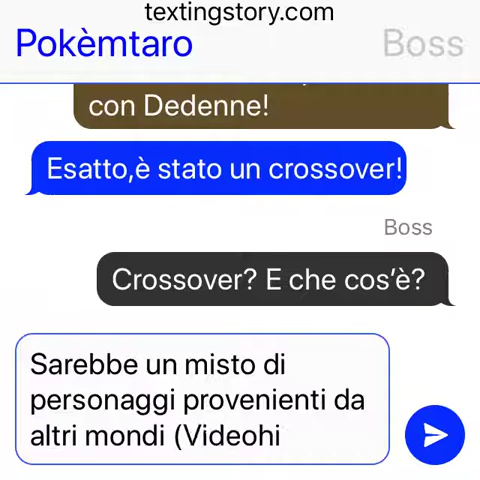 textingstory.com
Pokèmtaro Boss
con Dedenne!
Esatto,è stato un crossover!
Boss
Crossover? E che cos'è?
Sarebbe un misto di
personaggi provenienti da
altri mondi (Videohi